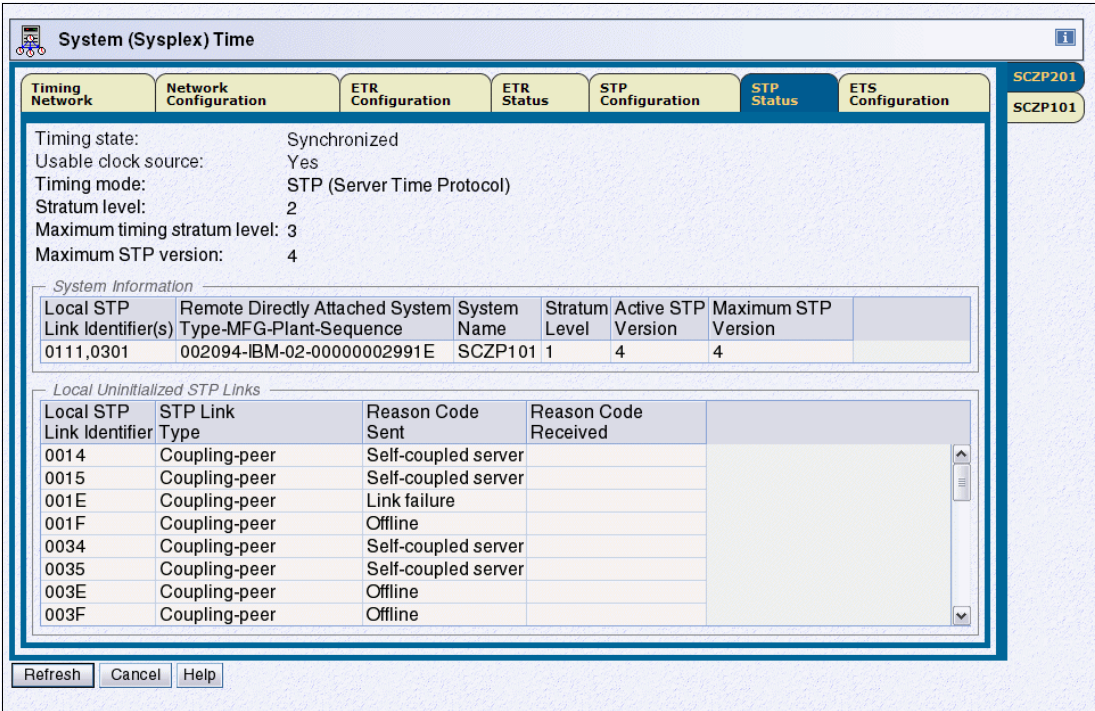 System (Sysplex) Time
i
SCZP201
SCZP101
Timing Network
Network Configuration
ETR Configuration
ETR Status
STP Configuration
STP Status
ETS Configuration
Timing state: Synchronized
Usable clock source: Yes
Timing mode: STP (Server Time Protocol)
Stratum level: 2
Maximum timing stratum level: 3
Maximum STP version: 4
System Information
Local STP Link Identifier(s) Remote Directly Attached System Type-MFG-Plant-Sequence System Name Stratum Level Active STP Version Maximum STP Version
0111,0301 002094-IBM-02-00000002991E SCZP101 1 4 4
Local Uninitialized STP Links
Local STP Link Identifier STP Link Type Reason Code Sent Reason Code Received
0014 Coupling-peer Self-coupled server
0015 Coupling-peer Self-coupled server
001E Coupling-peer Link failure
001F Coupling-peer Offline
0034 Coupling-peer Self-coupled server
0035 Coupling-peer Self-coupled server
003E Coupling-peer Offline
003F Coupling-peer Offline
Refresh Cancel Help